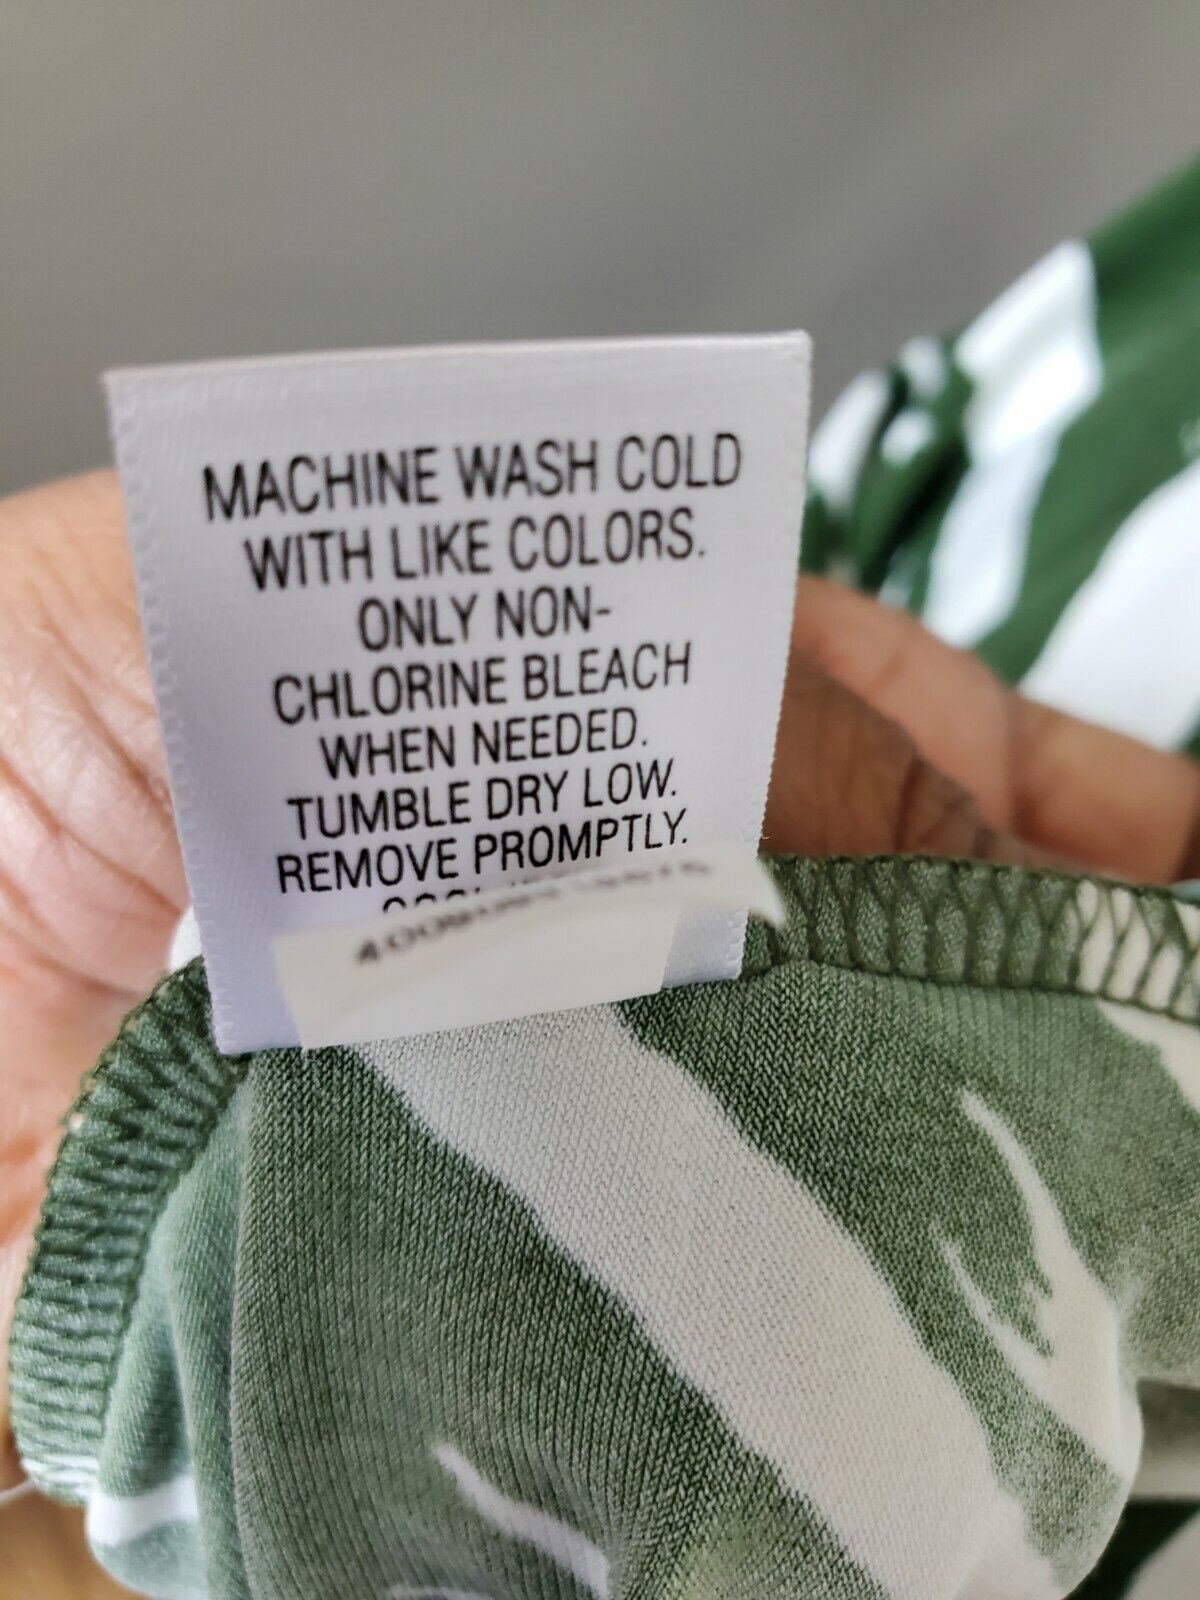 MACHINE WASH COLD
WITH LIKE COLORS.
ONLY NON-
CHLORINE BLEACH
WHEN NEEDED.
TUMBLE DRY LOW.
REMOVE PROMPTLY.